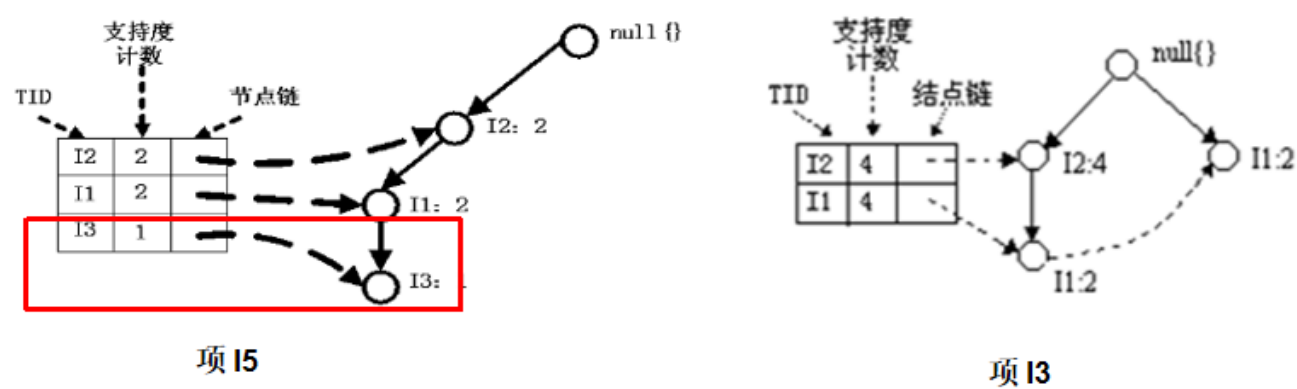 支持度
计数
TID
节点链
null {}
I2 2
I1 2
I3 1
I2: 2
I1: 2
I3:
项 I5
支持度
计数
TID
结点链
null{}
I2 4
I1 4
I2:4
I1:2
I1:2
项 I3